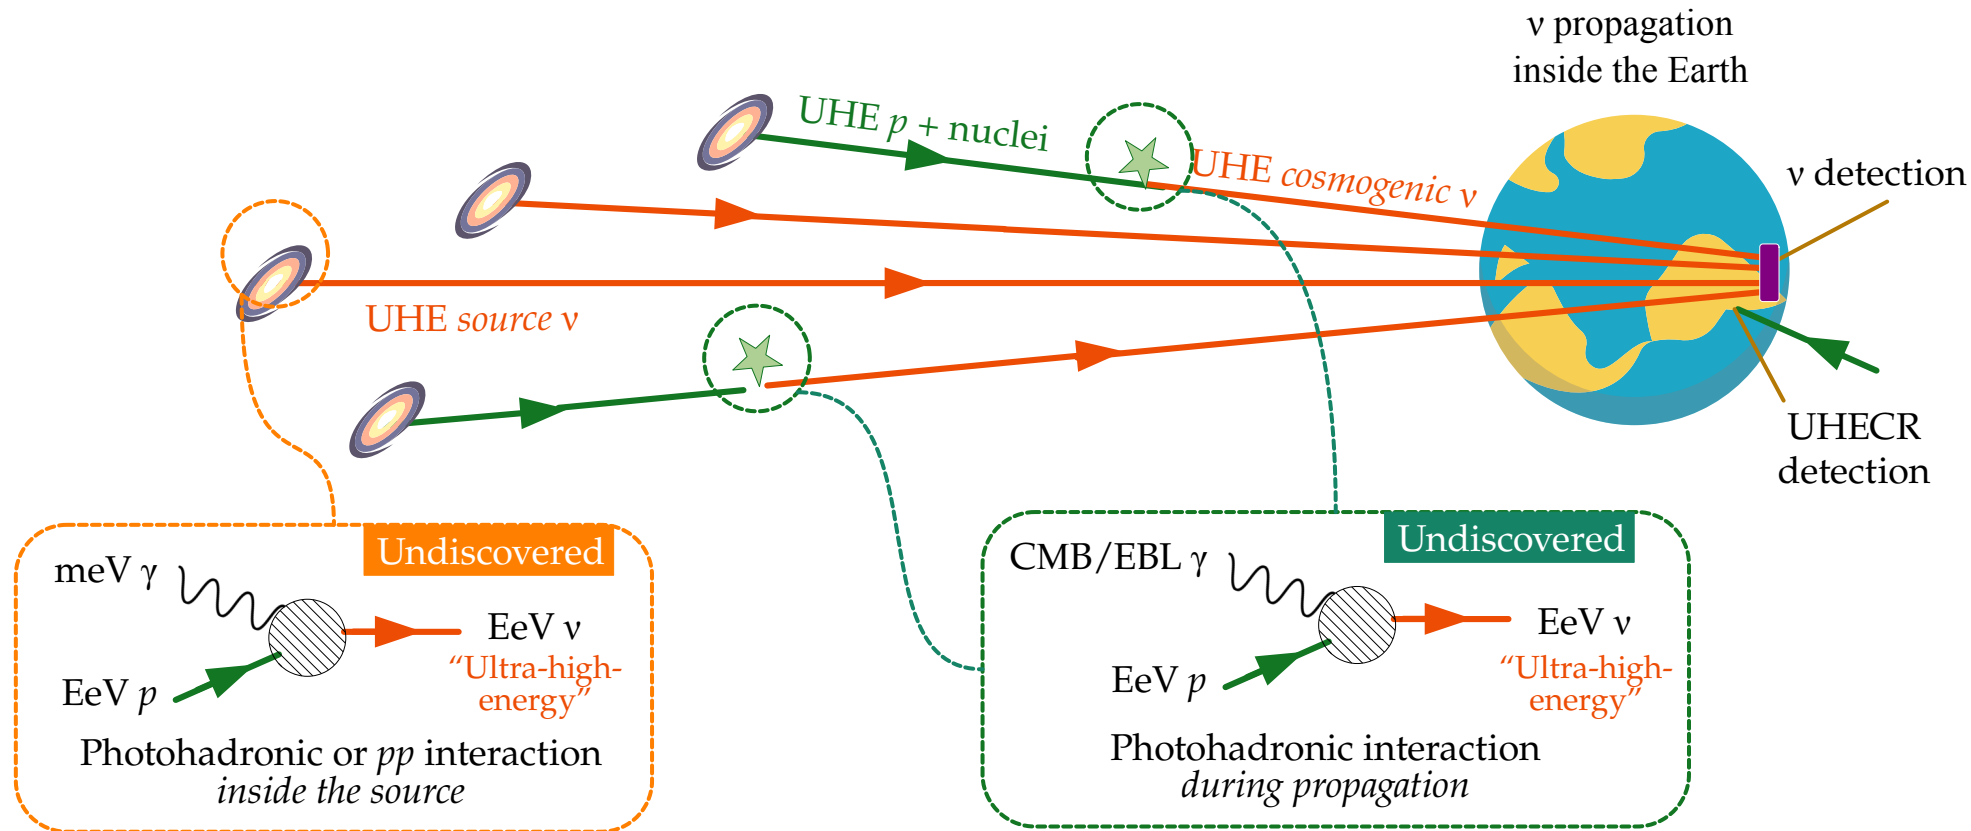 ν propagation
inside the Earth
UHE p + nuclei
UHE cosmogenic ν
ν detection
UHE source ν
UHECR
detection
Undiscovered
meV γ
EeV ν
“Ultra-high-
energy”
EeV p
Photohadronic or pp interaction
inside the source
Undiscovered
CMB/EBL γ
EeV ν
“Ultra-high-
energy”
EeV p
Photohadronic interaction
during propagation